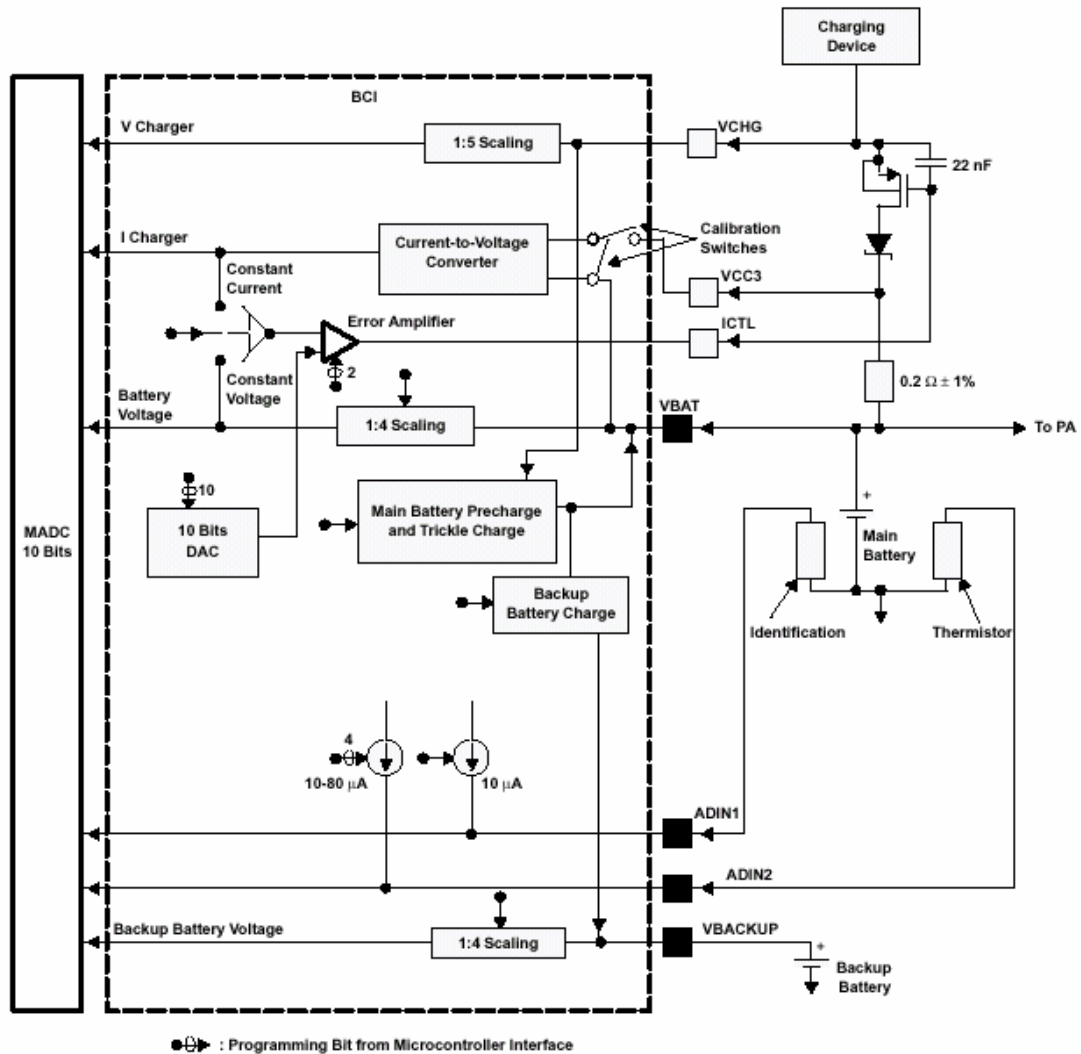 Charging
Device
BCI
V Charger
1:5 Scaling
VCHG
22 nF
I Charger
Current-to-Voltage
Converter
Calibration
Switches
Constant
Current
VCC3
Error Amplifier
ICTL
2
Constant
Voltage
0.2 Ω ± 1%
Battery
Voltage
1:4 Scaling
VBAT
To PA
10
10 Bits
DAC
Main Battery Precharge
and Trickle Charge
MADC
10 Bits
+
Main
Battery
Backup
Battery Charge
Identification
Thermistor
4
10-80 μA
10 μA
ADIN1
ADIN2
Backup Battery Voltage
1:4 Scaling
VBACKUP
+
Backup
Battery
: Programming Bit from Microcontroller Interface